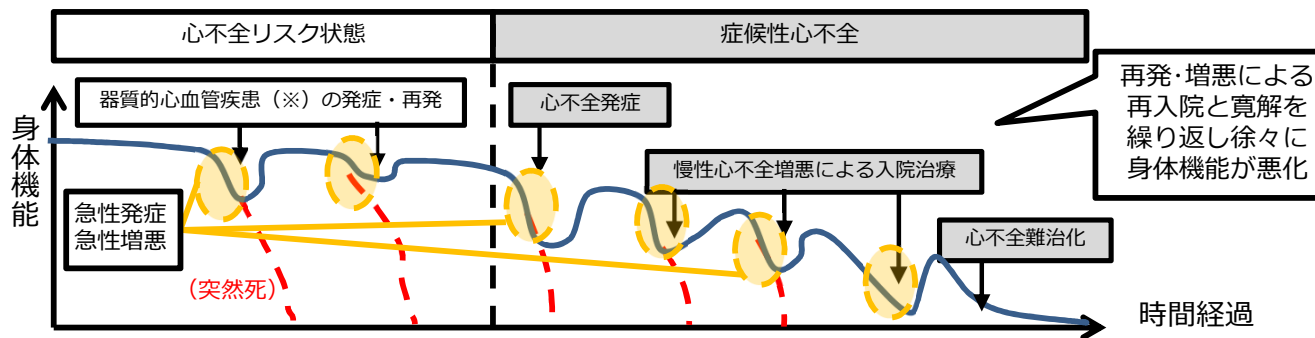 心不全リスク状態
症候性心不全
器質的心血管疾患（※）の発症・再発
心不全発症
再発・増悪による
再入院と寛解を
繰り返し徐々に
身体機能が悪化
身体機能
慢性心不全増悪による入院治療
急性発症
急性増悪
心不全難治化
（突然死）
時間経過